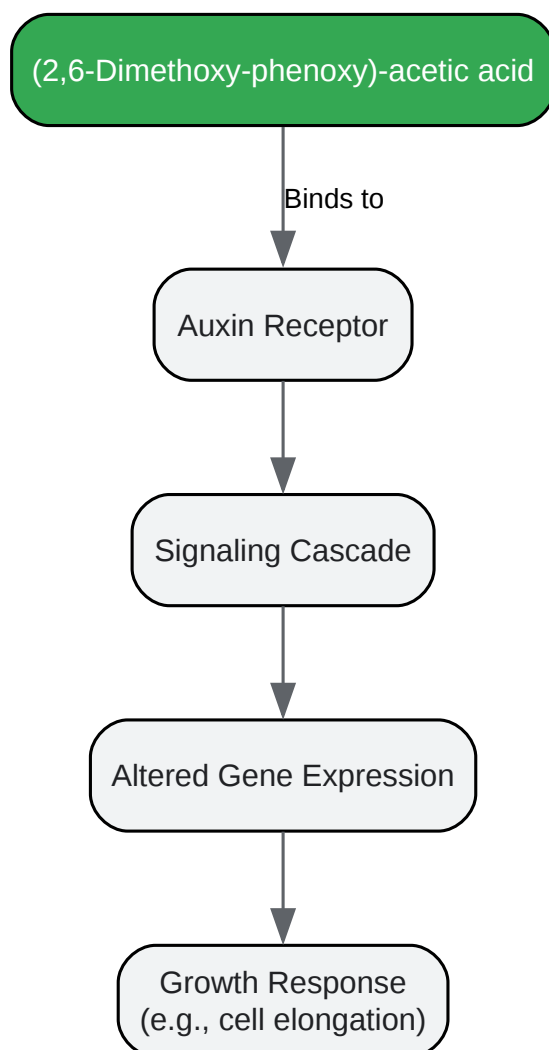 (2,6-Dimethoxy-phenoxy)-acetic acid
Binds to
Auxin Receptor
Signaling Cascade
Altered Gene Expression
Growth Response
(e.g., cell elongation)